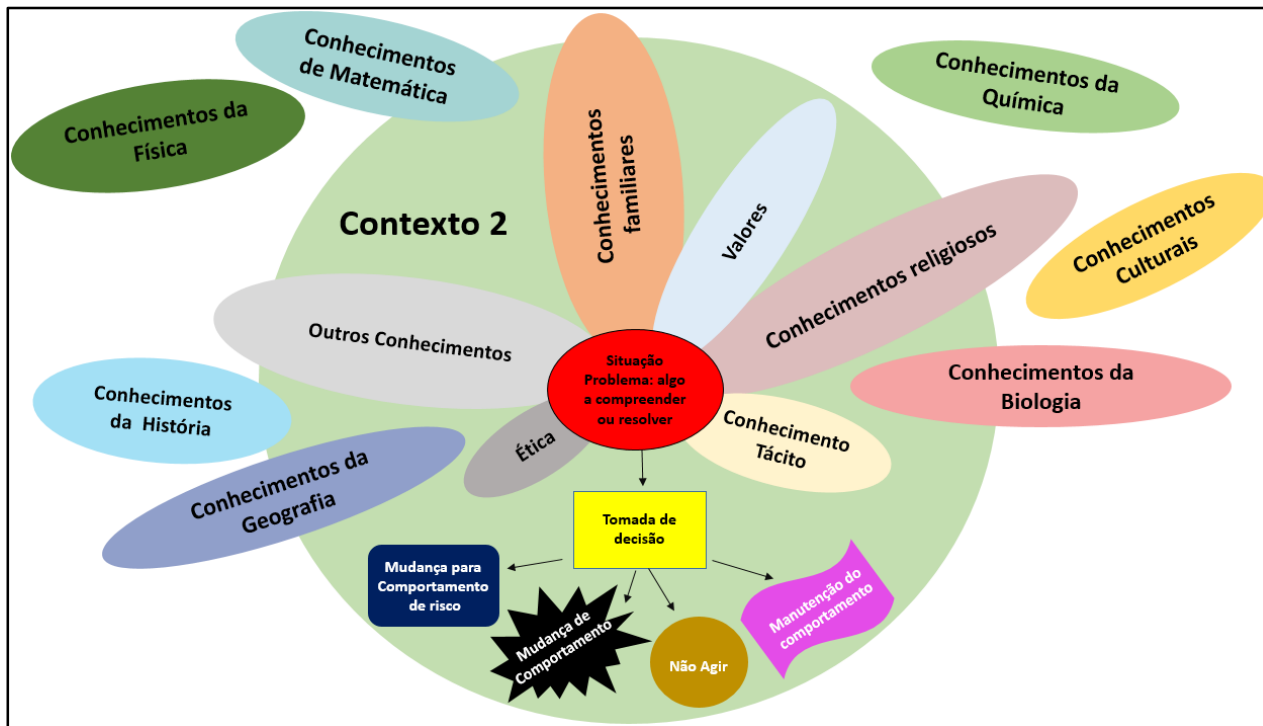 Conhecimentos
de Matemática
Conhecimentos da
Física
Conhecimentos
familiares
Valores
Conhecimentos da
Química
Contexto 2
Conhecimentos religiosos
Conhecimentos
Culturais
Outros Conhecimentos
Situação
Problema: algo
a compreender
ou resolver
Conhecimentos da
Biologia
Conhecimentos
da História
Ética
Conhecimento
Tácito
Conhecimentos da
Geografia
Tomada de
decisão
Mudança para
Comportamento
de risco
Mudança de
Comportamento
Não Agir
Manutenção do
comportamento